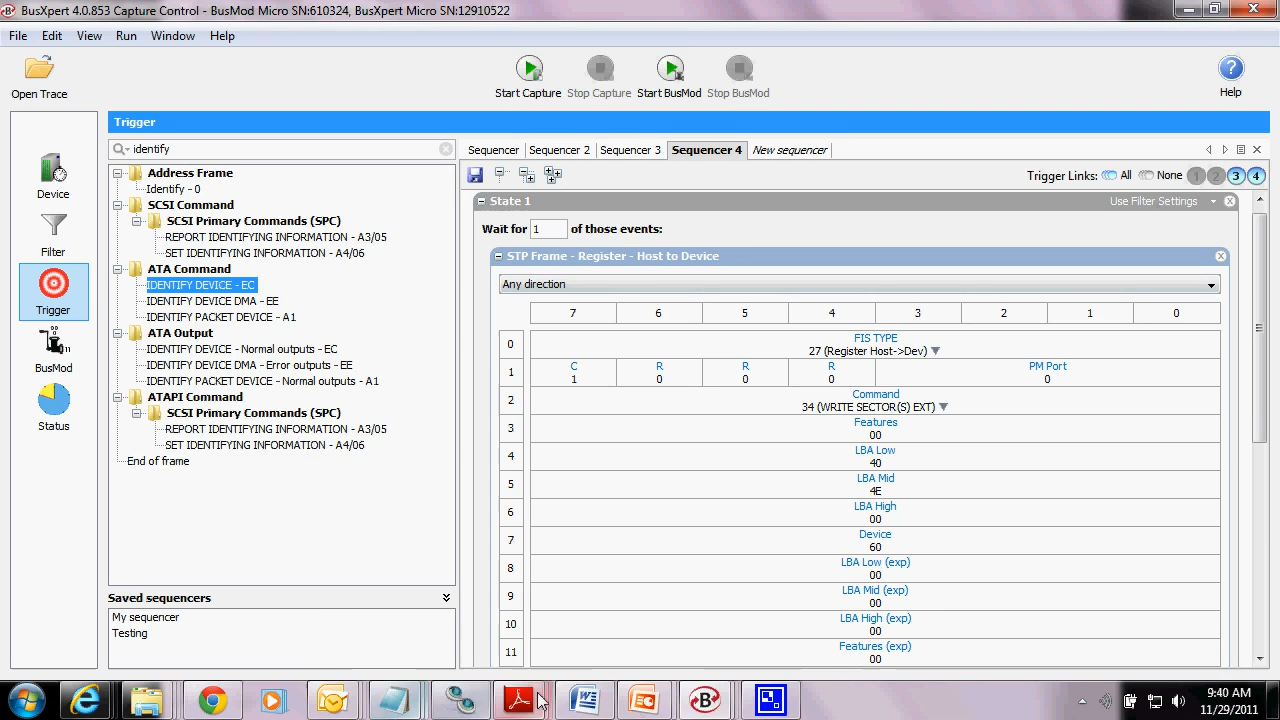 BusXpert 4.0.853 Capture Control - BusMod Micro SN:610324, BusXpert Micro SN:12910522
File Edit View Run Window Help
Open Trace
Start Capture Stop Capture Start BusMod Stop BusMod
Help
Device
Filter
Trigger
BusMod
Status
Trigger
identify
Address Frame
Identify - 0
SCSI Command
SCSI Primary Commands (SPC)
REPORT IDENTIFYING INFORMATION - A3/05
SET IDENTIFYING INFORMATION - A4/06
ATA Command
IDENTIFY DEVICE - EC
IDENTIFY DEVICE DMA - EE
IDENTIFY PACKET DEVICE - A1
ATA Output
IDENTIFY DEVICE - Normal outputs - EC
IDENTIFY DEVICE DMA - Error outputs - EE
IDENTIFY PACKET DEVICE - Normal outputs - A1
ATAPI Command
SCSI Primary Commands (SPC)
REPORT IDENTIFYING INFORMATION - A3/05
SET IDENTIFYING INFORMATION - A4/06
End of frame
Saved sequencers
My sequencer
Testing
Sequencer Sequencer 2 Sequencer 3 Sequencer 4 New sequencer
Trigger Links: All None 1 2 3 4
State 1 Use Filter Settings
Wait for 1 of those events:
STP Frame - Register - Host to Device
Any direction
7 6 5 4 3 2 1 0
0 FIS TYPE
27 (Register Host->Dev)
1 C R R R PM Port
1 0 0 0 0
2 Command
34 (WRITE SECTOR(S) EXT)
3 Features
00
4 LBA Low
40
5 LBA Mid
4E
6 LBA High
00
7 Device
60
8 LBA Low (exp)
00
9 LBA Mid (exp)
00
10 LBA High (exp)
00
11 Features (exp)
00
9:40 AM
11/29/2011